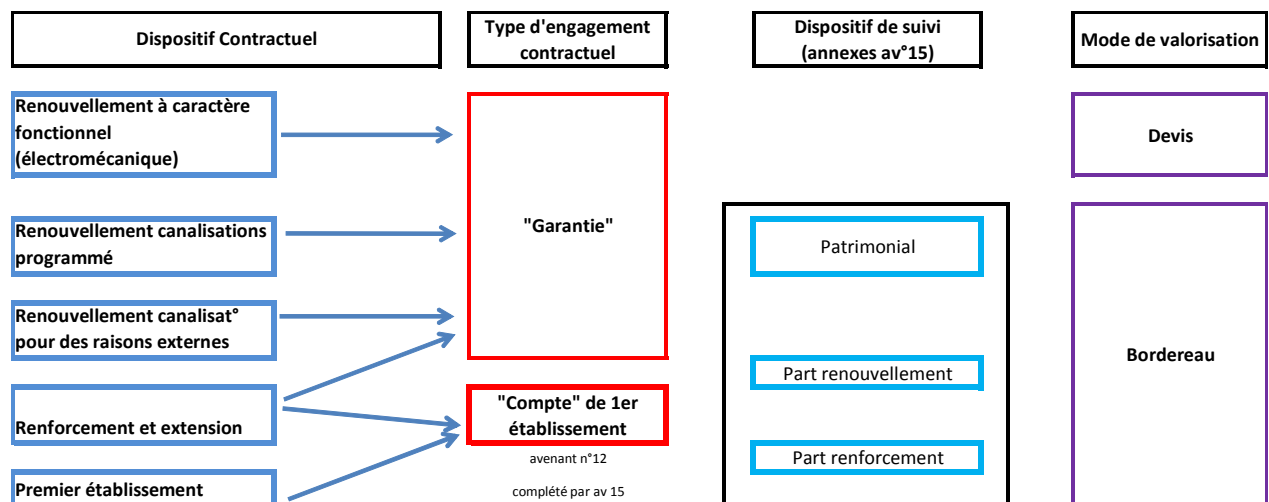 Dispositif Contractuel
Type d'engagement
contractuel
Dispositif de suivi
(annexes av°15)
Mode de valorisation
Renouvellement à caractère
fonctionnel
(électromécanique)
Devis
Renouvellement canalisations
programmé
"Garantie"
Patrimonial
Renouvellement canalisat°
pour des raisons externes
Bordereau
Part renouvellement
Renforcement et extension
"Compte" de 1er
établissement
avenant n°12
complété par av 15
Part renforcement
Premier établissement